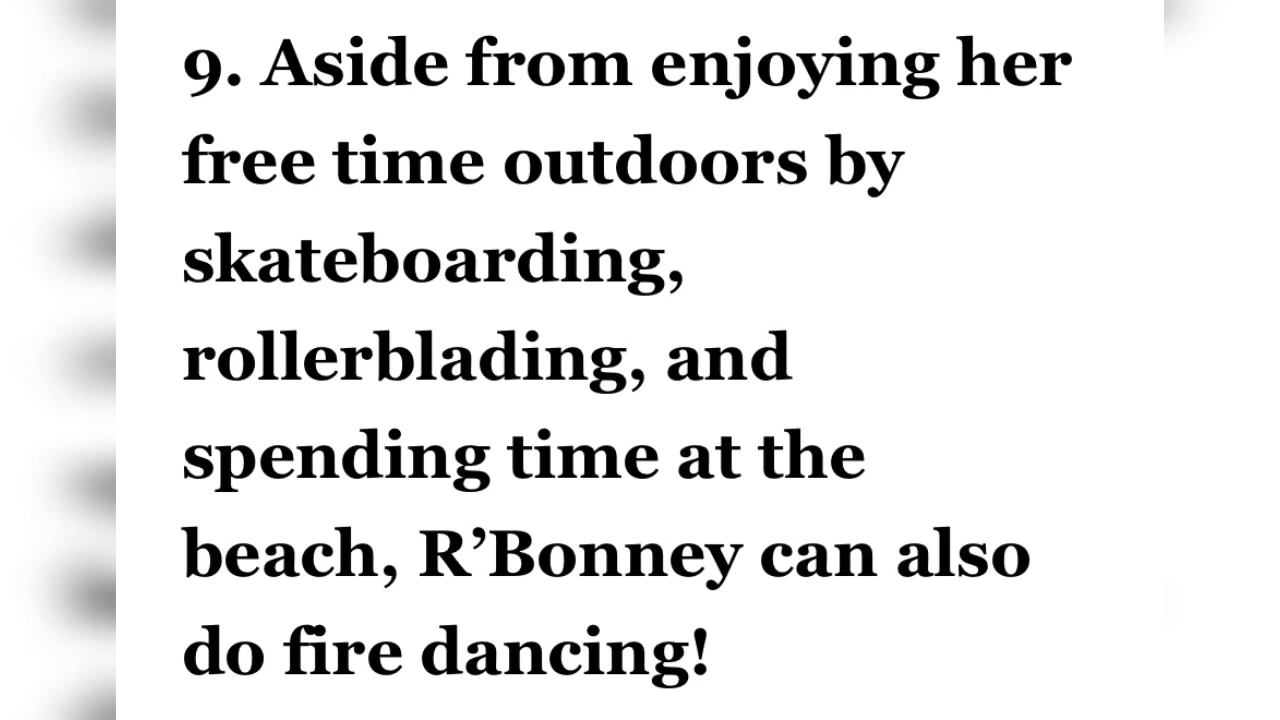 9. Aside from enjoying her
free time outdoors by
skateboarding,
rollerblading, and
spending time at the
beach, R’Bonney can also
do fire dancing!